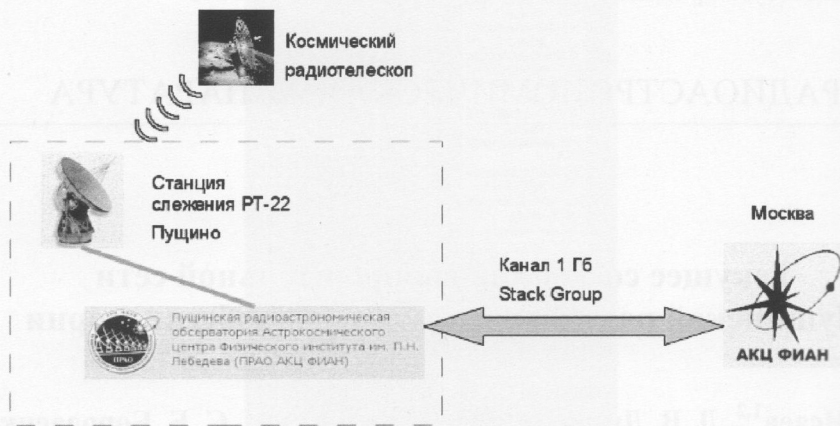 Космический
радиотелескоп
Станция
слежения РТ-22
Пущино
Пущинская радиоастрономическая
обсерватория Астрокосмического
центра Физического института им. П.Н.
Лебедева (ПРАО АКЦ ФИАН)
ПРАО
Канал 1 Гб
Stack Group
Москва
АКЦ ФИАН